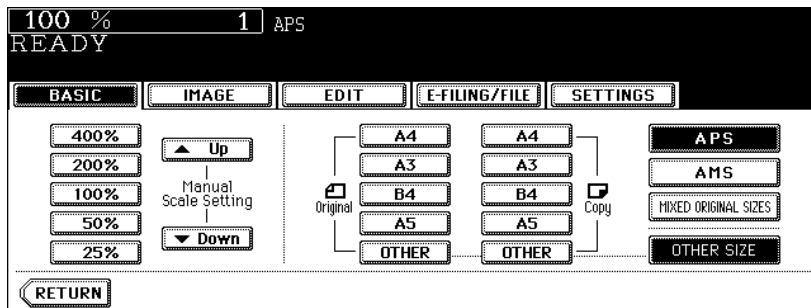 100 % 1 APS
READY
BASIC IMAGE EDIT E-FILING/FILE SETTINGS
400% Up A4 A4 APS
200% A3 A3 AMS
100% Manual Scale Setting Original B4 B4 Copy MIXED ORIGINAL SIZES
50% A5 A5
25% Down OTHER OTHER OTHER SIZE
RETURN